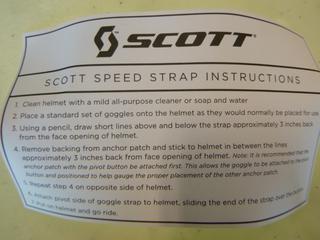 SCOTT
SCOTT SPEED STRAP INSTRUCTIONS
1. Clean helmet with a mild all-purpose cleaner or soap and water
2. Place a standard set of goggles onto the helmet as they would normally be placed for use
3. Using a pencil, draw short lines above and below the strap approximately 3 inches back
from the face opening of helmet.
4. Remove backing from anchor patch and stick to helmet in between the lines
approximately 3 inches back from face opening of helmet. Note: It is recommended that the
anchor patch with the pivot button be attached first. This allows the goggle to be attached to the pivot
button and positioned to help gauge the proper placement of the other anchor patch.
5. Repeat step 4 on opposite side of helmet.
6. Attach pivot side of goggle strap to helmet, sliding the end of the strap over the button
7. Put on helmet and go ride.